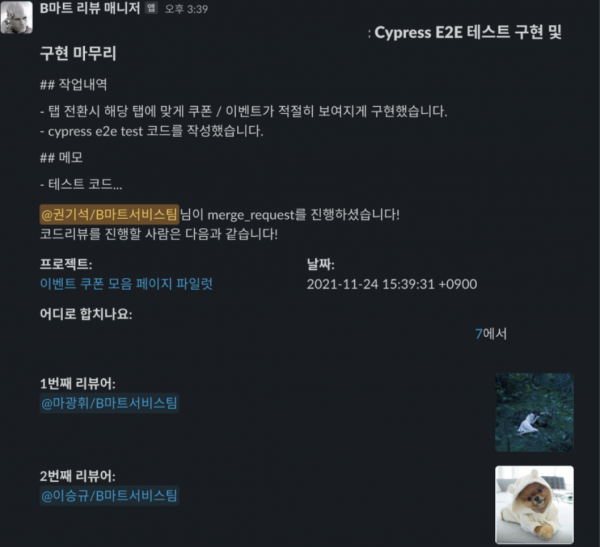 B마트 리뷰 매니저 앱 오후 3:39
: Cypress E2E 테스트 구현 및
구현 마무리
## 작업내역
- 탭 전환시 해당 탭에 맞게 쿠폰 / 이벤트가 적절히 보여지게 구현했습니다.
- cypress e2e test 코드를 작성했습니다.
## 메모
- 테스트 코드...
@권기석/B마트서비스팀님이 merge_request를 진행하셨습니다!
코드리뷰를 진행할 사람은 다음과 같습니다!
프로젝트: 날짜:
이벤트 쿠폰 모음 페이지 파일럿 2021-11-24 15:39:31 +0900
어디로 합치나요:
7에서
1번째 리뷰어:
@마광휘/B마트서비스팀
2번째 리뷰어:
@이승규/B마트서비스팀